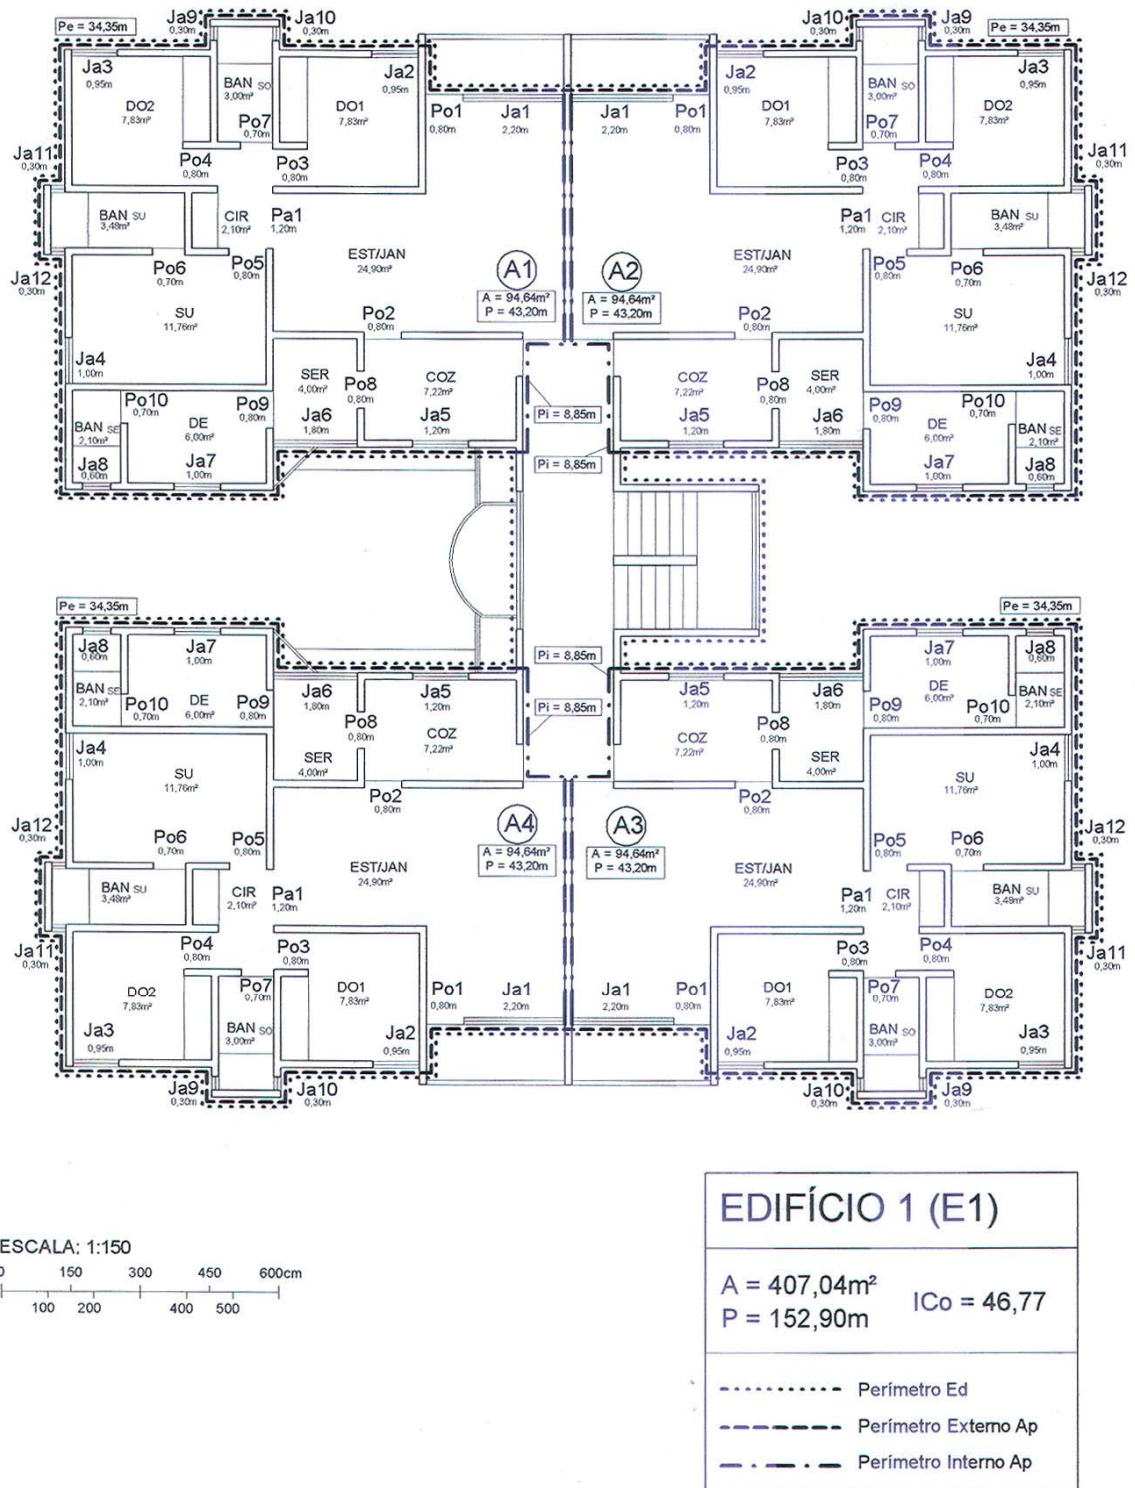 Ja9
0,30m
Ja10
0,30m
Ja10
0,30m
Ja9
0,30m
Pe = 34,35m
Pe = 34,35m
Ja3
0,95m
DO2
7,83m²
BAN SO
3,00m²
Po7
0,70m
Ja2
0,95m
DO1
7,83m²
Po1
0,80m
Ja1
2,20m
Ja1
2,20m
Po1
0,80m
Ja2
0,95m
DO1
7,83m²
BAN SO
3,00m²
Po7
0,70m
Ja3
0,95m
DO2
7,83m²
Ja11
0,30m
Po4
0,80m
Po3
0,80m
Po3
0,80m
Po4
0,80m
Ja11
0,30m
BAN SU
3,48m²
CIR
2,10m²
Pa1
1,20m
Pa1
1,20m
CIR
2,10m²
BAN SU
3,48m²
EST/JAN
24,90m²
A1
A = 94,64m²
P = 43,20m
A2
A = 94,64m²
P = 43,20m
EST/JAN
24,90m²
Ja12
0,30m
Po6
0,70m
Po5
0,80m
Po5
0,80m
Po6
0,70m
Ja12
0,30m
SU
11,76m²
Po2
0,80m
Po2
0,80m
SU
11,76m²
Ja4
1,00m
SER
4,00m²
Po8
0,80m
COZ
7,22m²
COZ
7,22m²
Po8
0,80m
SER
4,00m²
Ja4
1,00m
Po10
0,70m
Po9
0,80m
Ja6
1,80m
Ja5
1,20m
Pi = 8,85m
Ja5
1,20m
Ja6
1,80m
Po9
0,80m
Po10
0,70m
BAN SE
2,10m²
DE
6,00m²
DE
6,00m²
BAN SE
2,10m²
Ja8
0,60m
Ja7
1,00m
Pi = 8,85m
Ja7
1,00m
Ja8
0,60m
Pe = 34,35m
Pe = 34,35m
Ja8
0,60m
Ja7
1,00m
Pi = 8,85m
Ja7
1,00m
Ja8
0,60m
BAN SE
2,10m²
Po10
0,70m
DE
6,00m²
Po9
0,80m
Ja6
1,80m
Ja5
1,20m
Ja5
1,20m
Ja6
1,80m
DE
6,00m²
Po9
0,80m
Po10
0,70m
BAN SE
2,10m²
Pi = 8,85m
Po8
0,80m
COZ
7,22m²
COZ
7,22m²
Po8
0,80m
Ja4
1,00m
SU
11,76m²
SER
4,00m²
SER
4,00m²
SU
11,76m²
Ja4
1,00m
Po2
0,80m
Po2
0,80m
Ja12
0,30m
Po6
0,70m
Po5
0,80m
A4
A = 94,64m²
P = 43,20m
A3
A = 94,64m²
P = 43,20m
Po5
0,80m
Po6
0,70m
Ja12
0,30m
EST/JAN
24,90m²
EST/JAN
24,90m²
BAN SU
3,48m²
CIR
2,10m²
Pa1
1,20m
Pa1
1,20m
CIR
2,10m²
BAN SU
3,48m²
Ja11
0,30m
Po4
0,80m
Po3
0,80m
Po3
0,80m
Po4
0,80m
Ja11
0,30m
DO2
7,83m²
Po7
0,70m
DO1
7,83m²
Po1
0,80m
Ja1
2,20m
Ja1
2,20m
Po1
0,80m
DO1
7,83m²
Po7
0,70m
DO2
7,83m²
Ja3
0,95m
BAN SO
3,00m²
Ja2
0,95m
Ja2
0,95m
BAN SO
3,00m²
Ja3
0,95m
Ja9
0,30m
Ja10
0,30m
Ja10
0,30m
Ja9
0,30m
ESCALA: 1:150
0 150 300 450 600cm
100 200 400 500
EDIFÍCIO 1 (E1)
A = 407,04m²
P = 152,90m
ICo = 46,77
Perímetro Ed
Perímetro Externo Ap
Perímetro Interno Ap